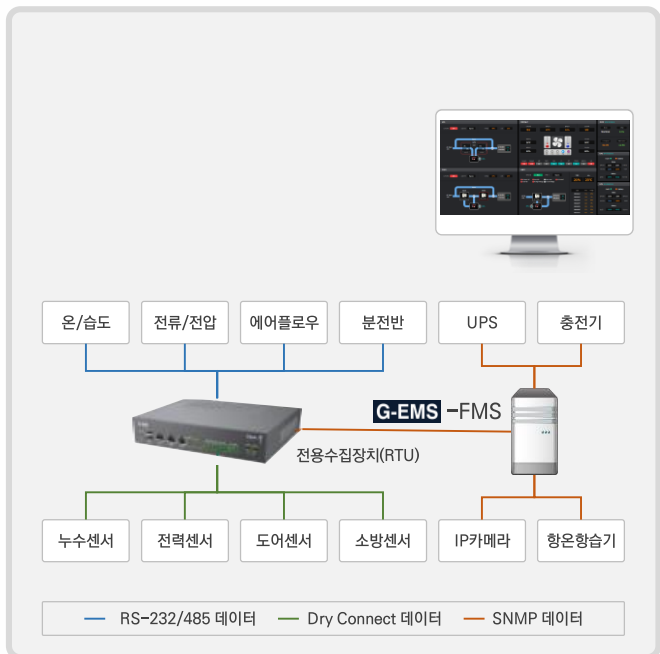 온/습도 전류/전압 에어플로우 분전반 UPS 충전기
G-EMS -FMS
전용수집장치(RTU)
누수센서 전력센서 도어센서 소방센서 IP카메라 항온항습기
RS-232/485 데이터 Dry Connect 데이터 SNMP 데이터